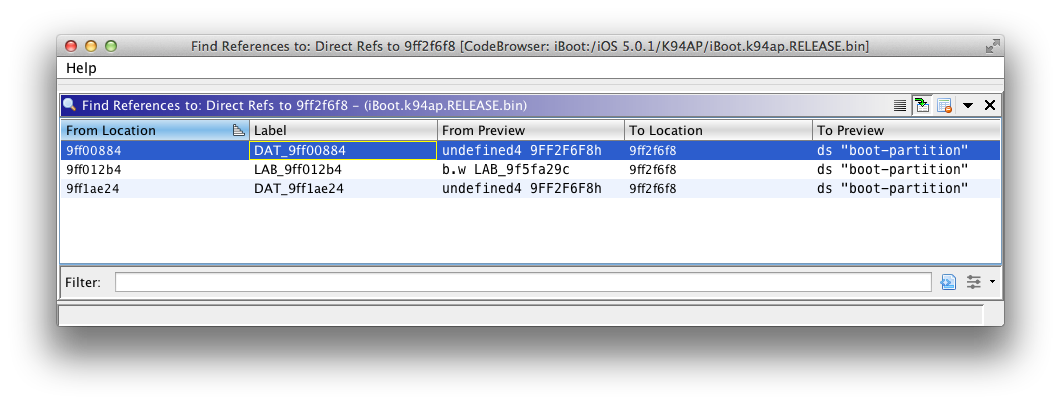 Find References to: Direct Refs to 9ff2f6f8 [CodeBrowser: iBoot:/iOS 5.0.1/K94AP/iBoot.k94ap.RELEASE.bin]
Help
Find References to: Direct Refs to 9ff2f6f8 – (iBoot.k94ap.RELEASE.bin)
From Location Label From Preview To Location To Preview
9ff00884 DAT_9ff00884 undefined4 9FF2F6F8h 9ff2f6f8 ds "boot-partition"
9ff012b4 LAB_9ff012b4 b.w LAB_9f5fa29c 9ff2f6f8 ds "boot-partition"
9ff1ae24 DAT_9ff1ae24 undefined4 9FF2F6F8h 9ff2f6f8 ds "boot-partition"
Filter: